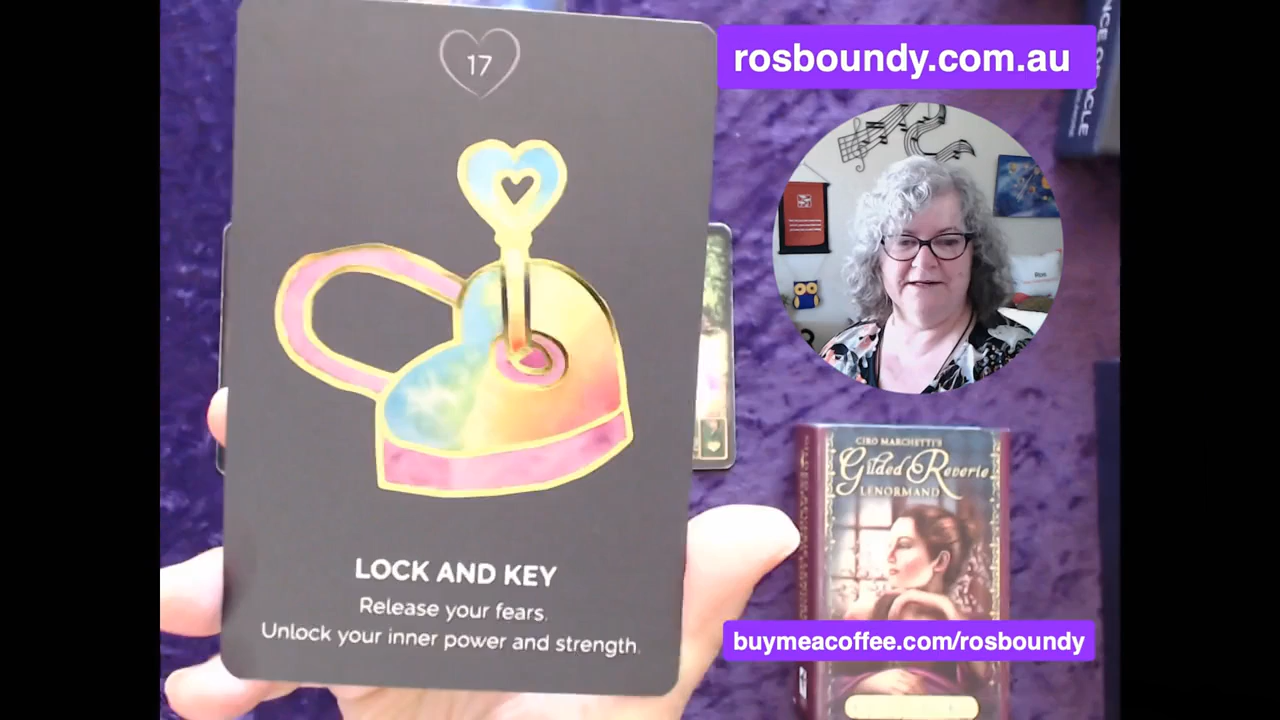 17
LOCK AND KEY
Release your fears.
Unlock your inner power and strength.
rosboundy.com.au
CIRO MARCHETTI'S
Gilded Reverie
LENORMAND
buymeacoffee.com/rosboundy